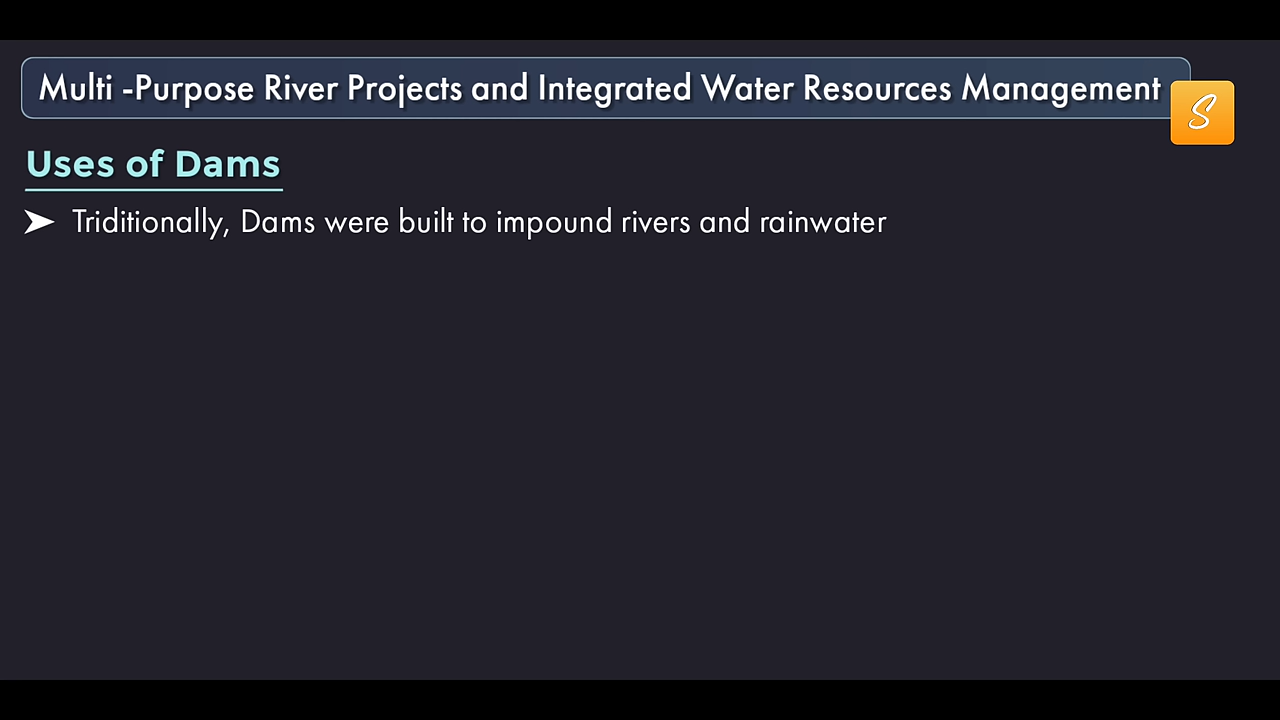 Multi -Purpose River Projects and Integrated Water Resources Management
S
Uses of Dams
➤ Triditionally, Dams were built to impound rivers and rainwater